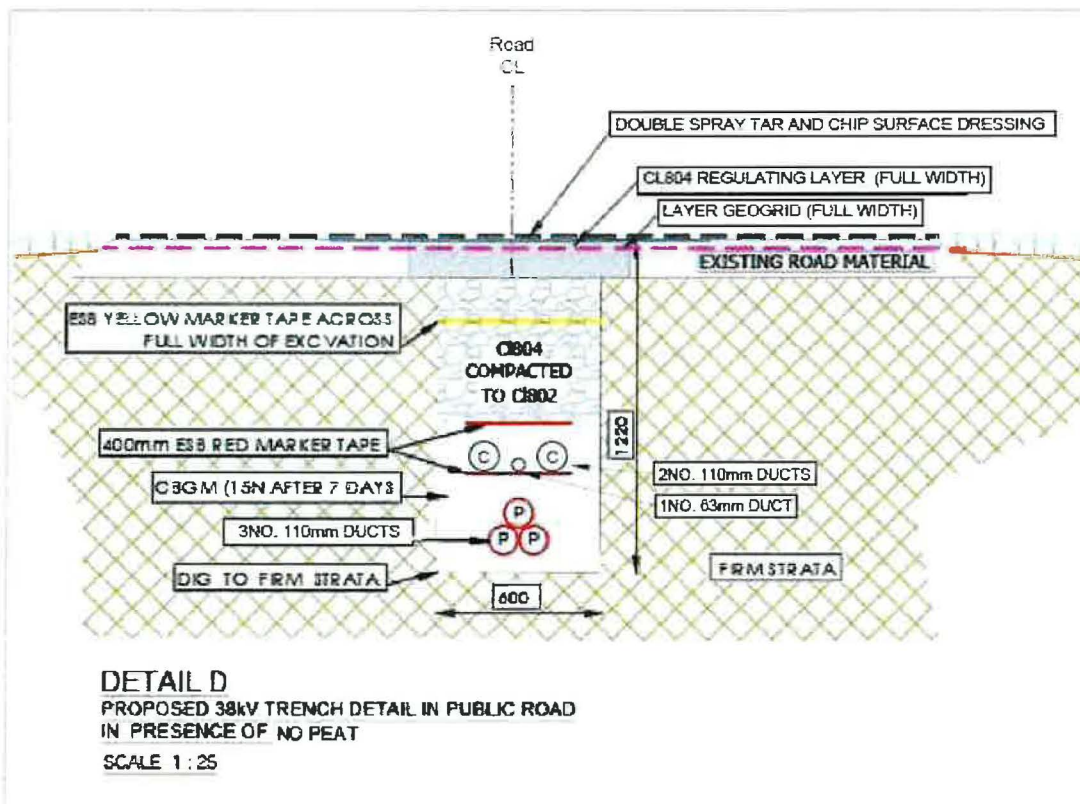 Road
CL
DOUBLE SPRAY TAR AND CHIP SURFACE DRESSING
CL804 REGULATING LAYER (FULL WIDTH)
LAYER GEOGRID (FULL WIDTH)
EXISTING ROAD MATERIAL
ESB YELLOW MARKER TAPE ACROSS
FULL WIDTH OF EXCVATION
Cl804
COMPACTED
TO Cl802
400mm ESB RED MARKER TAPE
C C
1220
2NO. 110mm DUCTS
CBGM (15N AFTER 7 DAYS
1NO. 63mm DUCT
3NO. 110mm DUCTS
P
P P
DIG TO FIRM STRATA
FIRM STRATA
600
DETAIL D
PROPOSED 38kV TRENCH DETAIL IN PUBLIC ROAD
IN PRESENCE OF NO PEAT
SCALE 1 : 25